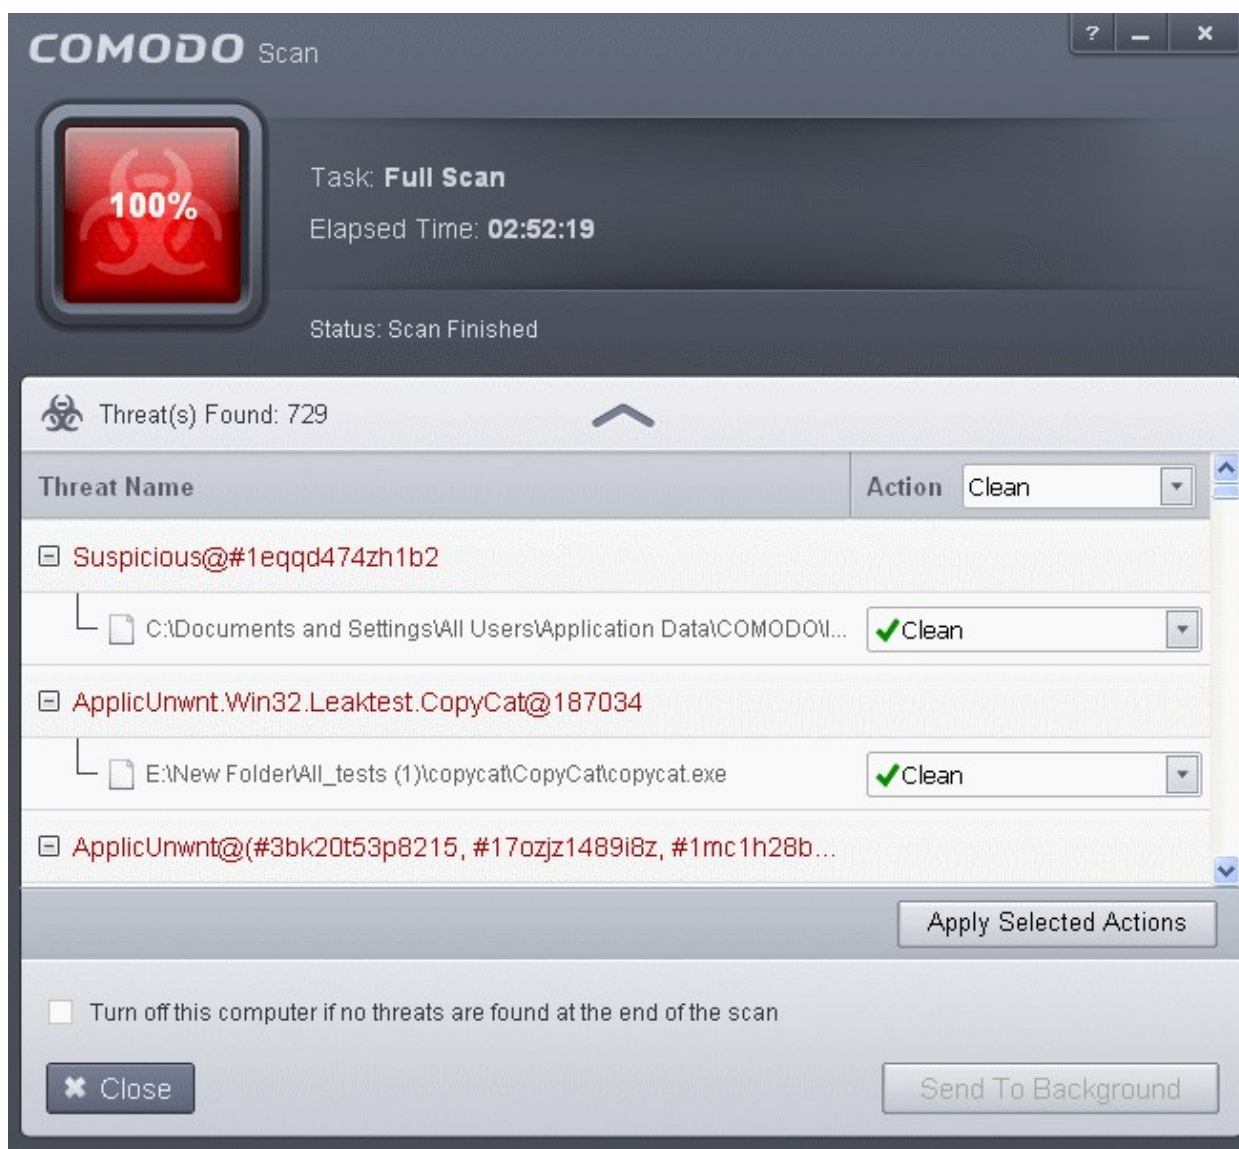 COMODO Scan
? _ x
100%
Task: Full Scan
Elapsed Time: 02:52:19
Status: Scan Finished
Threat(s) Found: 729
Threat Name
Action Clean
Suspicious@#1eqqd474zh1b2
C:\Documents and Settings\All Users\Application Data\COMODO\I...
Clean
ApplicUnwnt.Win32.Leaktest.CopyCat@187034
E:\New Folder\All_tests (1)\copycat\CopyCat\copycat.exe
Clean
ApplicUnwnt@(#3bk20t53p8215, #17ozjz1489i8z, #1mc1h28b...
Apply Selected Actions
Turn off this computer if no threats are found at the end of the scan
Close
Send To Background